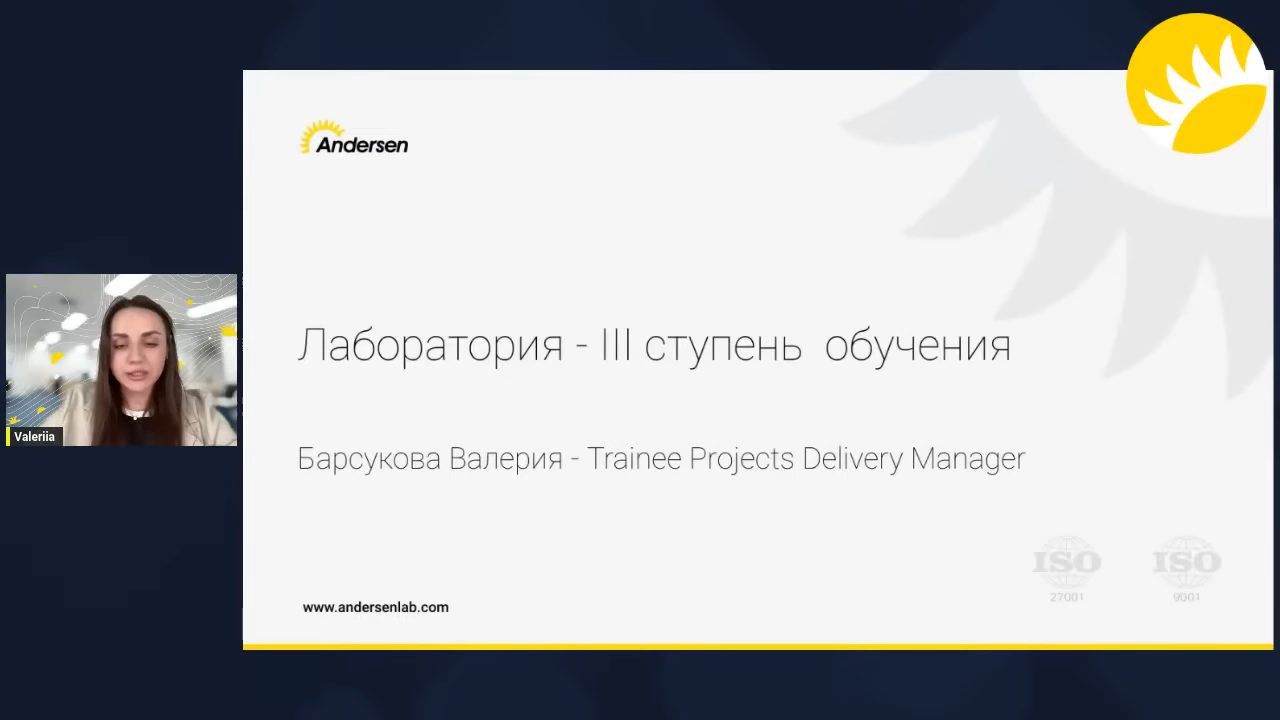 Andersen
Лаборатория - III ступень обучения
Барсукова Валерия - Trainee Projects Delivery Manager
Valeriia
ISO
27001
ISO
9001
www.andersenlab.com